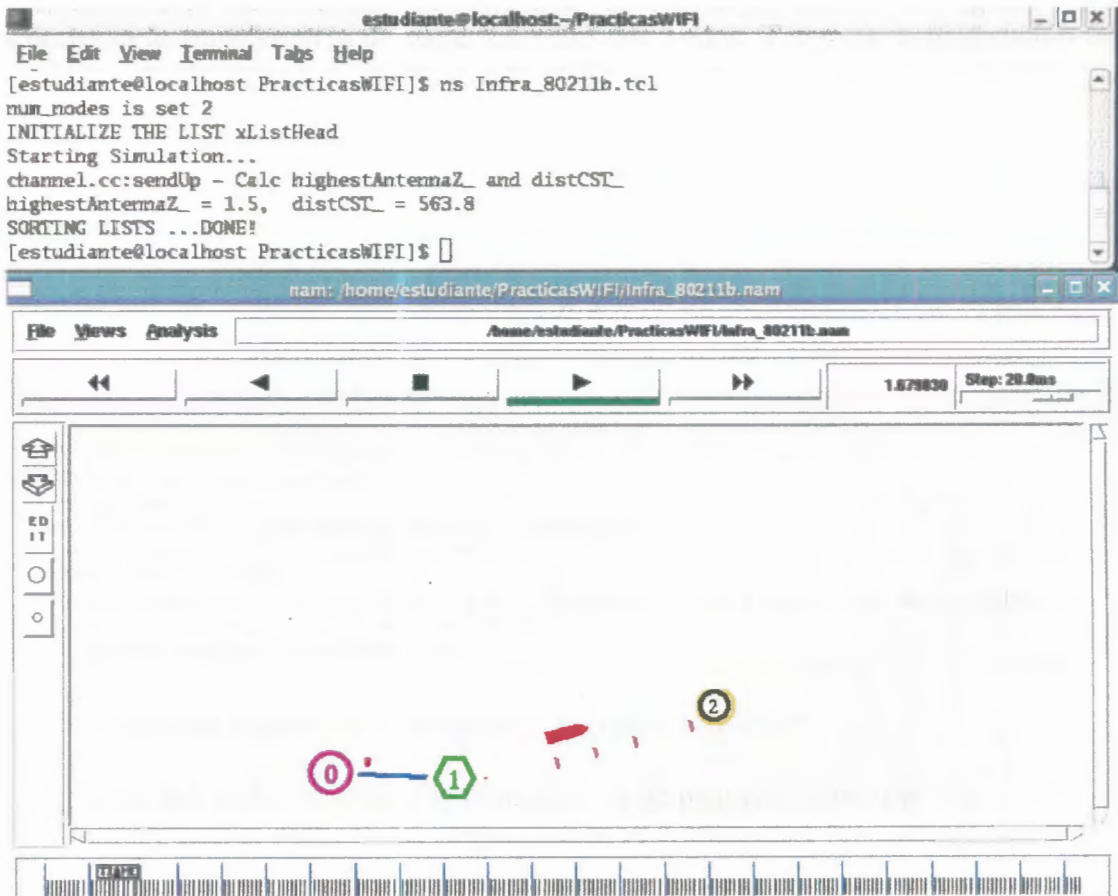 estudiante@localhost:~/PracticasWIFI
File Edit View Terminal Tabs Help
[estudiante@localhost PracticasWIFI]$ ns Infra_80211b.tcl
num_nodes is set 2
INITIALIZE THE LIST xListHead
Starting Simulation...
channel.cc:sendUp - Calc highestAntennaZ_ and distCST_
highestAntennaZ_ = 1.5, distCST_ = 563.8
SORTING LISTS ...DONE!
[estudiante@localhost PracticasWIFI]$
nam: /home/estudiante/PracticasWIFI/Infra_80211b.nam
File Views Analysis /home/estudiante/PracticasWIFI/Infra_80211b.nam
1.679830 Step: 20.0ms
ED
IT
2
0 1